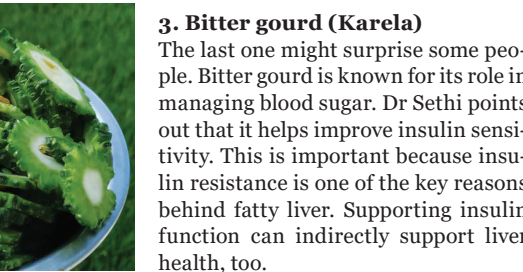 3. Bitter gourd (Karela)
The last one might surprise some peo-
ple. Bitter gourd is known for its role in
managing blood sugar. Dr Sethi points
out that it helps improve insulin sensi-
tivity. This is important because insu-
lin resistance is one of the key reasons
behind fatty liver. Supporting insulin
function can indirectly support liver
health, too.